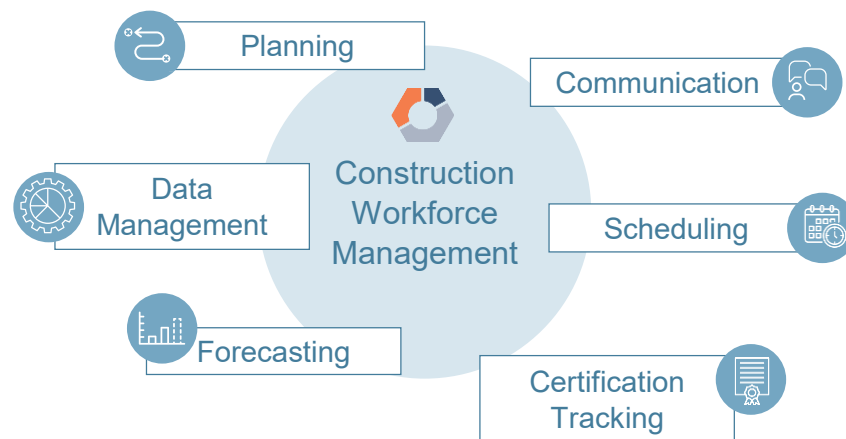 Planning
Communication
Construction
Workforce
Management
Data
Management
Scheduling
Forecasting
Certification
Tracking